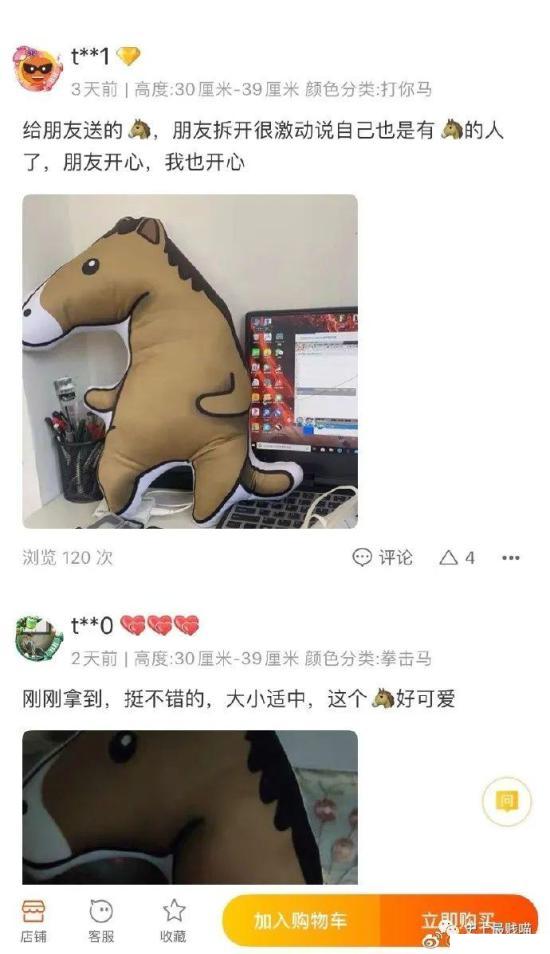 t**1
3天前 | 高度:30厘米-39厘米 颜色分类:打你马
给朋友送的🐴，朋友拆开很激动说自己也是有🐴的人
了，朋友开心，我也开心
浏览 120 次
评论
4
t**0
2天前 | 高度:30厘米-39厘米 颜色分类:拳击马
刚刚拿到，挺不错的，大小适中，这个🐴好可爱
问
店铺
客服
收藏
加入购物车
立即购买
史上最贱喵